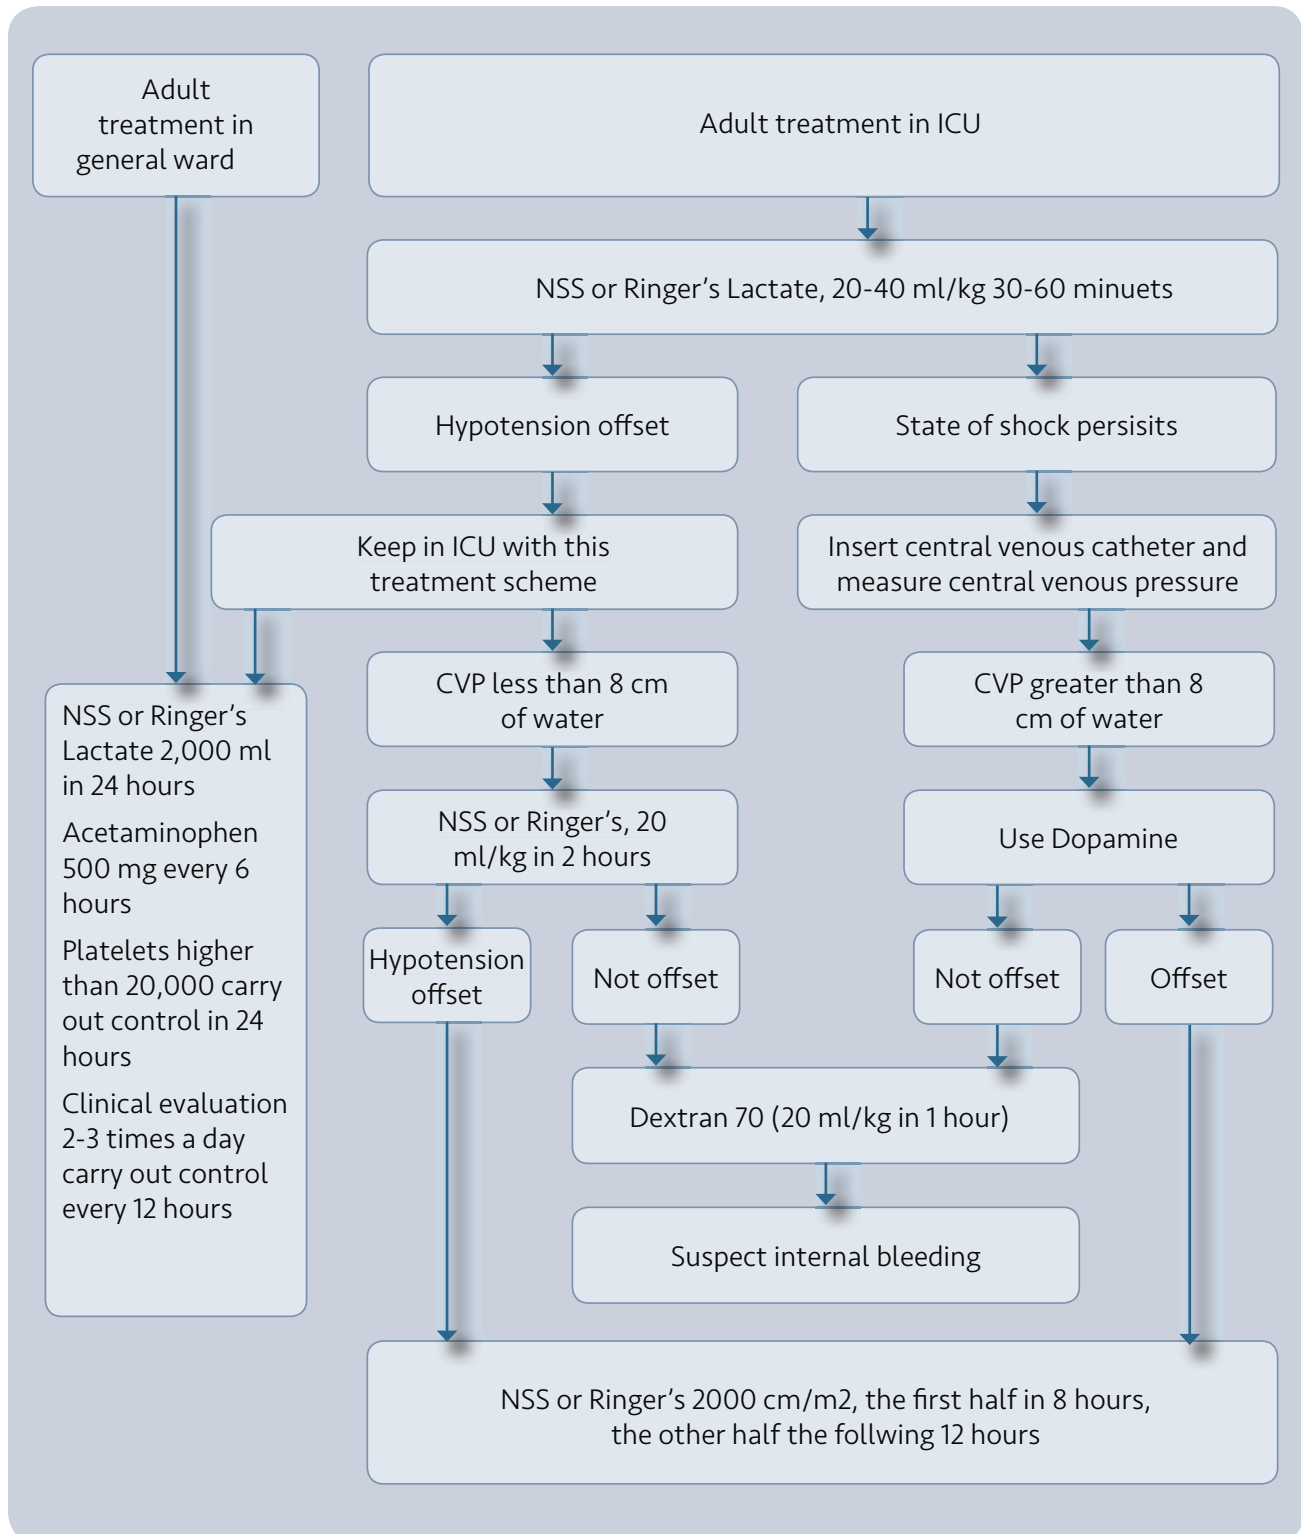 Adult
treatment in
general ward
Adult treatment in ICU
NSS or Ringer's Lactate, 20-40 ml/kg 30-60 minuets
Hypotension offset
State of shock persisits
Keep in ICU with this
treatment scheme
Insert central venous catheter and
measure central venous pressure
CVP less than 8 cm
of water
CVP greater than 8
cm of water
NSS or Ringer's
Lactate 2,000 ml
in 24 hours
Acetaminophen
500 mg every 6
hours
Platelets higher
than 20,000 carry
out control in 24
hours
Clinical evaluation
2-3 times a day
carry out control
every 12 hours
NSS or Ringer's, 20
ml/kg in 2 hours
Use Dopamine
Hypotension
offset
Not offset
Not offset
Offset
Dextran 70 (20 ml/kg in 1 hour)
Suspect internal bleeding
NSS or Ringer's 2000 cm/m2, the first half in 8 hours,
the other half the follwing 12 hours